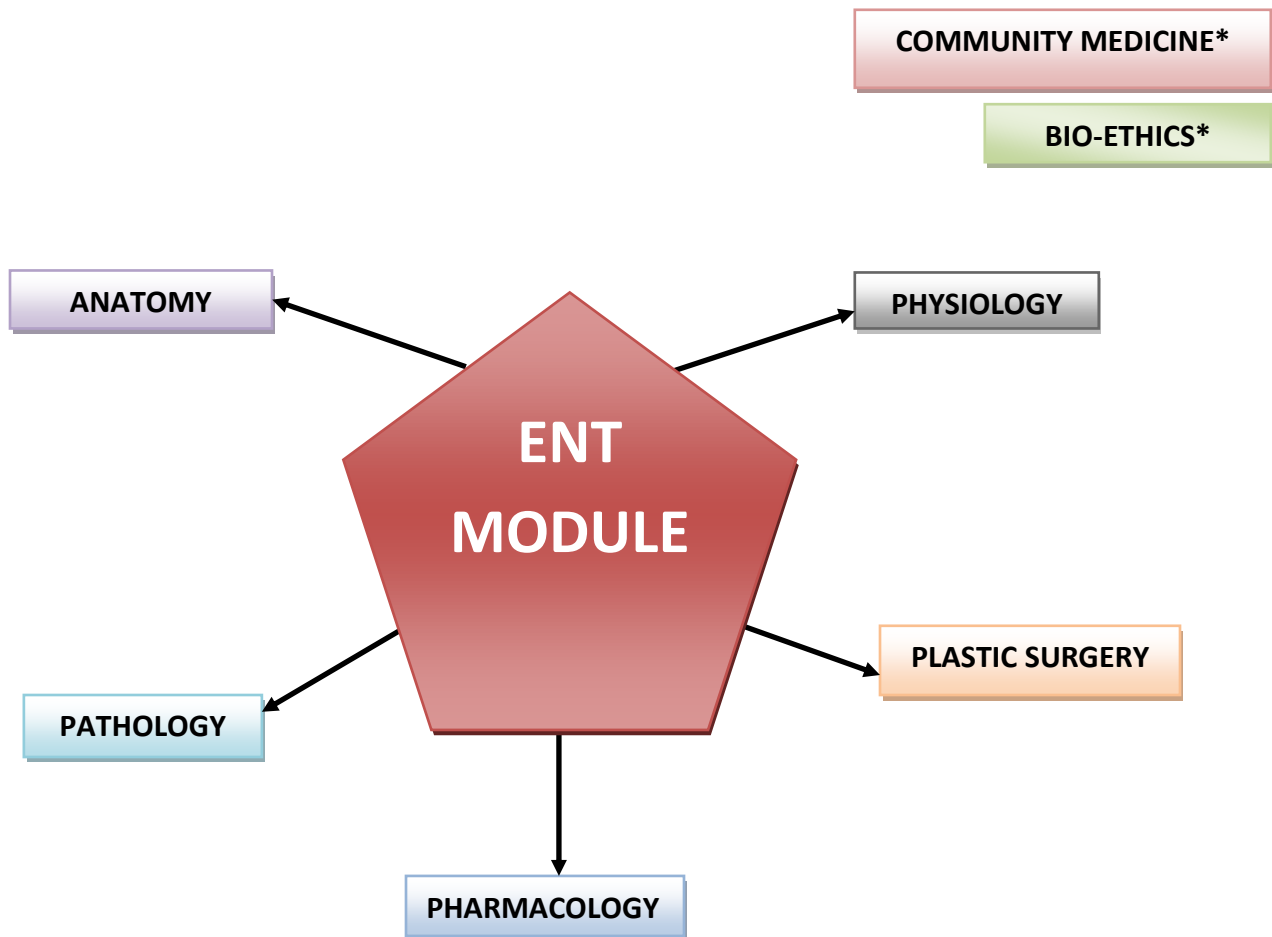 COMMUNITY MEDICINE*
BIO-ETHICS*
ANATOMY
PHYSIOLOGY
ENT
MODULE
PLASTIC SURGERY
PATHOLOGY
PHARMACOLOGY